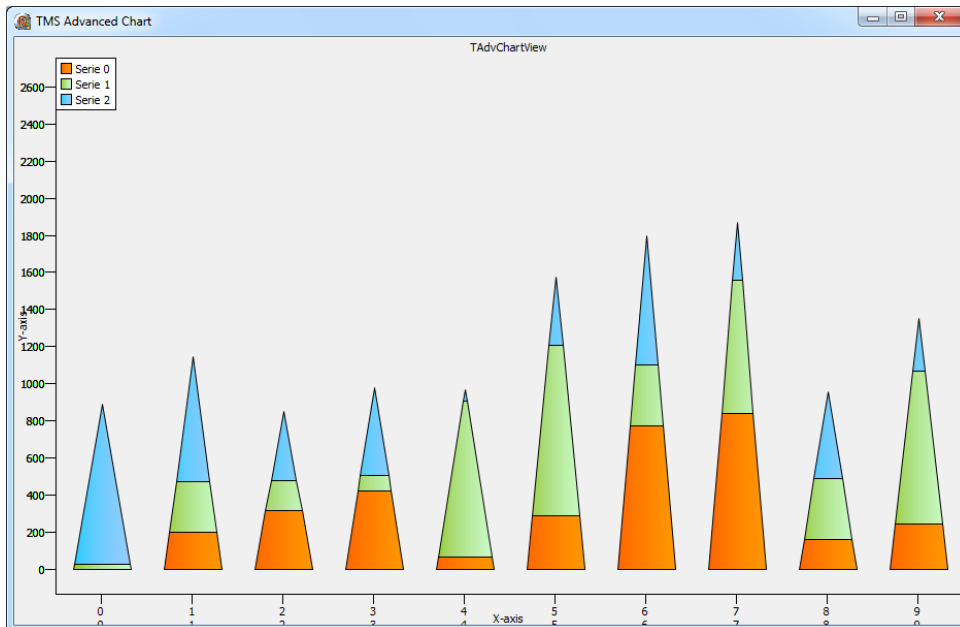 TMS Advanced Chart
TAdvChartView
Serie 0
Serie 1
Serie 2
2600
2400
2200
2000
1800
1600
1400
1200
1000
800
600
400
200
0
Y-axis
0 1 2 3 4 5 6 7 8 9
X-axis